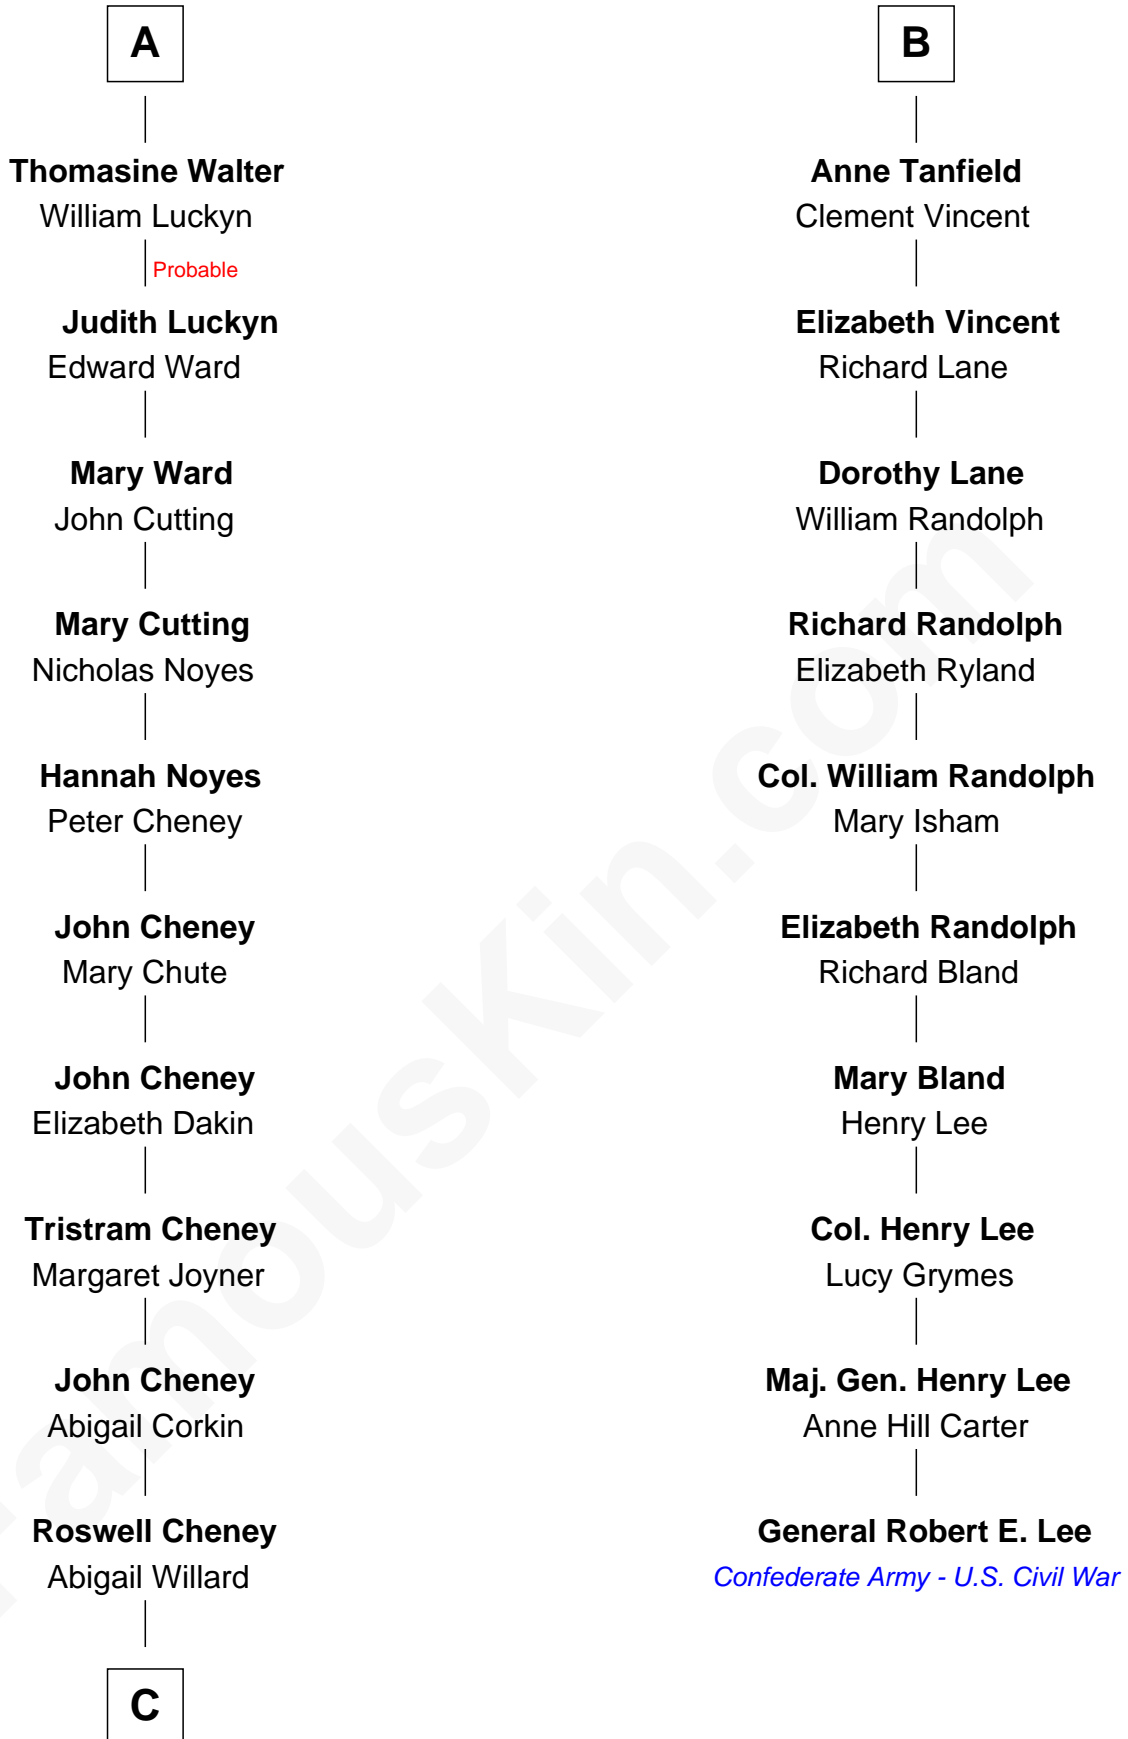 A
Thomasine Walter
William Luckyn
Probable
Judith Luckyn
Edward Ward
Mary Ward
John Cutting
Mary Cutting
Nicholas Noyes
Hannah Noyes
Peter Cheney
John Cheney
Mary Chute
John Cheney
Elizabeth Dakin
Tristram Cheney
Margaret Joyner
John Cheney
Abigail Corkin
Roswell Cheney
Abigail Willard
C
B
Anne Tanfield
Clement Vincent
Elizabeth Vincent
Richard Lane
Dorothy Lane
William Randolph
Richard Randolph
Elizabeth Ryland
Col. William Randolph
Mary Isham
Elizabeth Randolph
Richard Bland
Mary Bland
Henry Lee
Col. Henry Lee
Lucy Grymes
Maj. Gen. Henry Lee
Anne Hill Carter
General Robert E. Lee
Confederate Army - U.S. Civil War
FamousKin.com